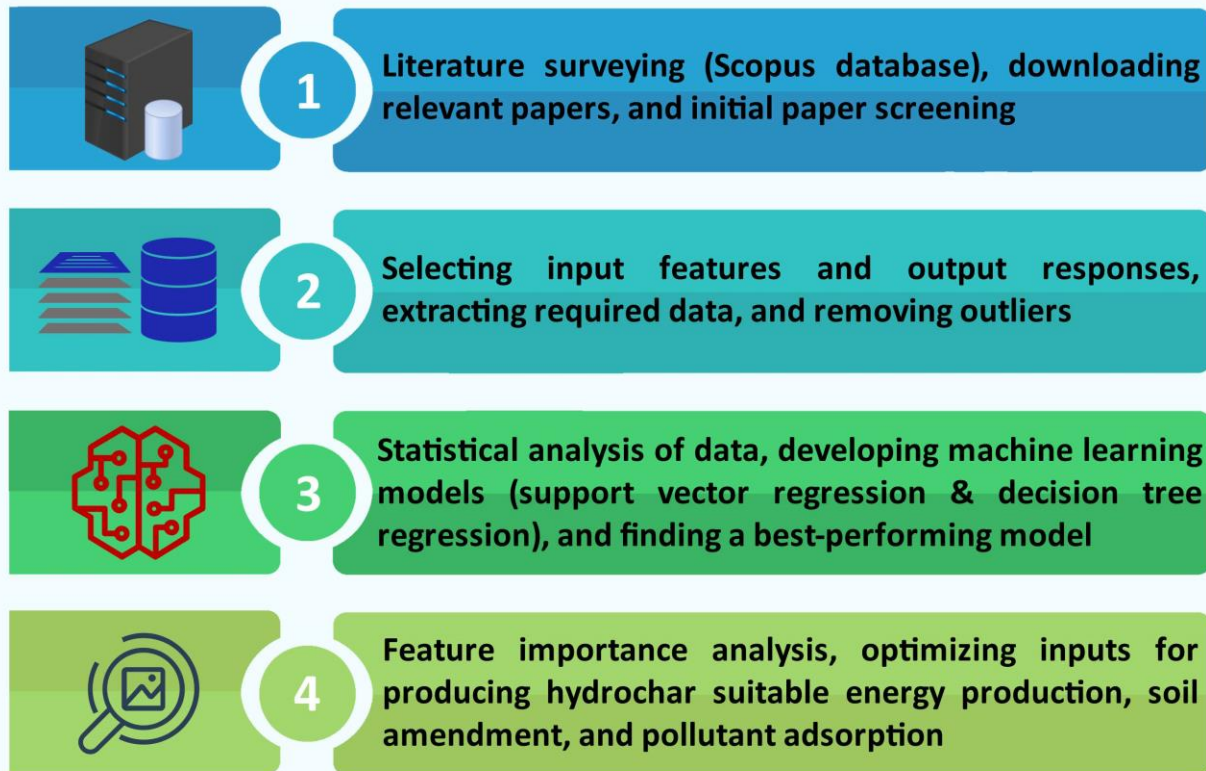 1
Literature surveying (Scopus database), downloading
relevant papers, and initial paper screening
2
Selecting input features and output responses,
extracting required data, and removing outliers
3
Statistical analysis of data, developing machine learning
models (support vector regression & decision tree
regression), and finding a best-performing model
4
Feature importance analysis, optimizing inputs for
producing hydrochar suitable energy production, soil
amendment, and pollutant adsorption